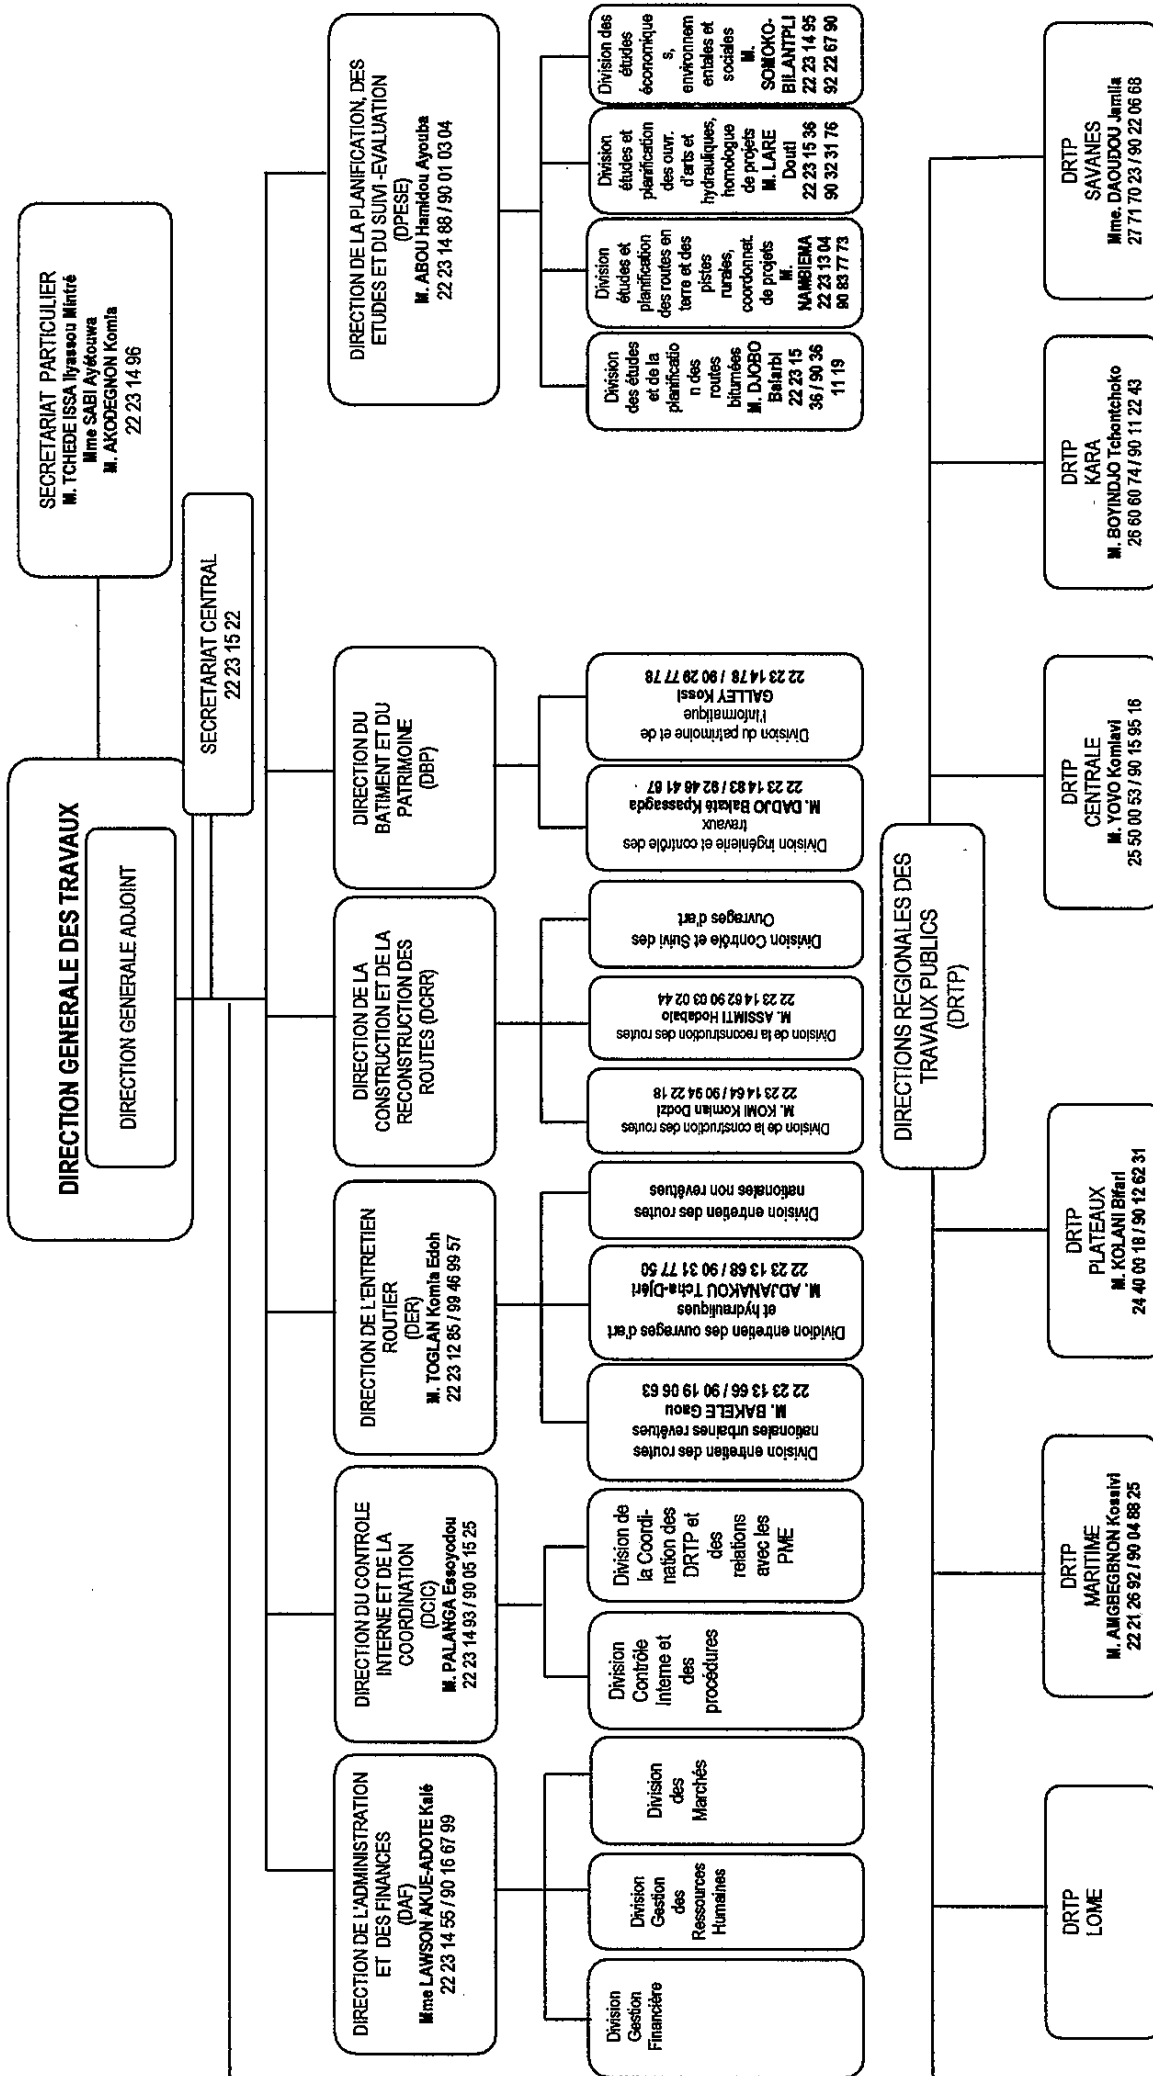 DIRECTION GENERALE DES TRAVAUX
DIRECTION GENERALE ADJOINT
SECRETARIAT PARTICULIER
M. TCHEDE ISSA Ilyassou Mintré
Mme SABI Ayétouwa
M. AKODEGNON Komla
22 23 14 96
SECRETARIAT CENTRAL
22 23 15 22
DIRECTION DE L'ADMINISTRATION
ET DES FINANCES
(DAF)
Mme LAWSON AKUE-ADOTE Kalé
22 23 14 55 / 90 16 67 99
DIRECTION DU CONTROLE
INTERNE ET DE LA
COORDINATION
(DCIC)
M. PALANGA Essoyodou
22 23 14 93 / 90 05 15 25
DIRECTION DE L'ENTRETIEN
ROUTIER
(DER)
M. TOGLAN Komla Edoh
22 23 12 85 / 99 46 99 57
DIRECTION DE LA
CONSTRUCTION ET DE LA
RECONSTRUCTION DES
ROUTES (DCRR)
DIRECTION DU
BATIMENT ET DU
PATRIMOINE
(DBP)
DIRECTION DE LA PLANIFICATION, DES
ETUDES ET DU SUIVI -EVALUATION
(DPESE)
M. ABOU Hamidou Ayouba
22 23 14 88 / 90 01 03 04
Division
Gestion
Financière
Division
Gestion
des
Ressources
Humaines
Division
des
Marchés
Division
Contrôle
Interne et
des
procédures
Division de
la Coordi-
nation des
DRTP et
des
relations
avec les
PME
Division entretien des routes
nationales urbaines revêtues
M. BAKELE Gaou
22 23 13 66 / 90 19 06 63
Dividion entretien des ouvrages d'art
et hydrauliques
M. ADJANAKOU Tcha-Djéri
22 23 13 68 / 90 31 77 50
Division entretien des routes
nationales non revêtues
Division de la construction des routes
M. KOMI Komlan Dodzi
22 23 14 64 / 90 94 22 18
Division de la reconstruction des routes
M. ASSIMTI Hodabalo
22 23 14 62 90 03 02 44
Division Contrôle et Suivi des
Ouvrages d'art
Division ingénierie et contrôle des
travaux
M. DADJO Bakaté Kpassagda
22 23 14 83 / 92 46 41 67
Division du patrimoine et de
l'informatique
GALLEY Kossi
22 23 14 78 / 90 29 77 78
Division
des études
et de la
planificatio
n des
routes
bitumées
M. DJOBO
Belarbi
22 23 15
36 / 90 36
11 19
Division
études et
planification
des routes en
terre et des
pistes
rurales,
coordonnat.
de projets
M.
NAMBIEMA
22 23 13 04
90 83 77 73
Division
études et
planification
des ouvr.
d'arts et
hydrauliques,
homologue
de projets
M. LARE
Douti
22 23 15 36
90 32 31 76
Division des
études
économique
s,
environnem
entales et
sociales
M.
SOMOKO-
BILANTPLI
22 23 14 95
92 22 67 90
DIRECTIONS REGIONALES DES
TRAVAUX PUBLICS
(DRTP)
DRTP
LOME
DRTP
MARITIME
M. AMGBEGBNON Kossivi
22 21 26 92 / 90 04 88 25
DRTP
PLATEAUX
M. KOLANI Bifari
24 40 00 18 / 90 12 62 31
DRTP
CENTRALE
M. YOVO Komlavi
25 50 00 53 / 90 15 95 16
DRTP
KARA
M. BOYINDJO Tchontchoko
26 60 60 74 / 90 11 22 43
DRTP
SAVANES
Mme. DAOUDOU Jamila
27 71 70 23 / 90 22 06 68